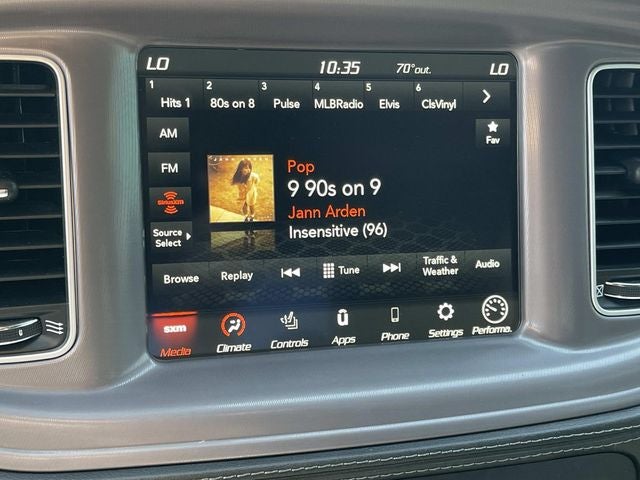 LO 10:35 70°out. LO
1 Hits 1 2 80s on 8 3 Pulse 4 MLBRadio 5 Elvis 6 ClsVinyl
AM
Fav
FM
Pop
9 90s on 9
SiriusXM
Jann Arden
Source Select
Insensitive (96)
Browse Replay Tune Traffic & Weather Audio
sxm
Media Climate Controls Apps Phone Settings Performa.